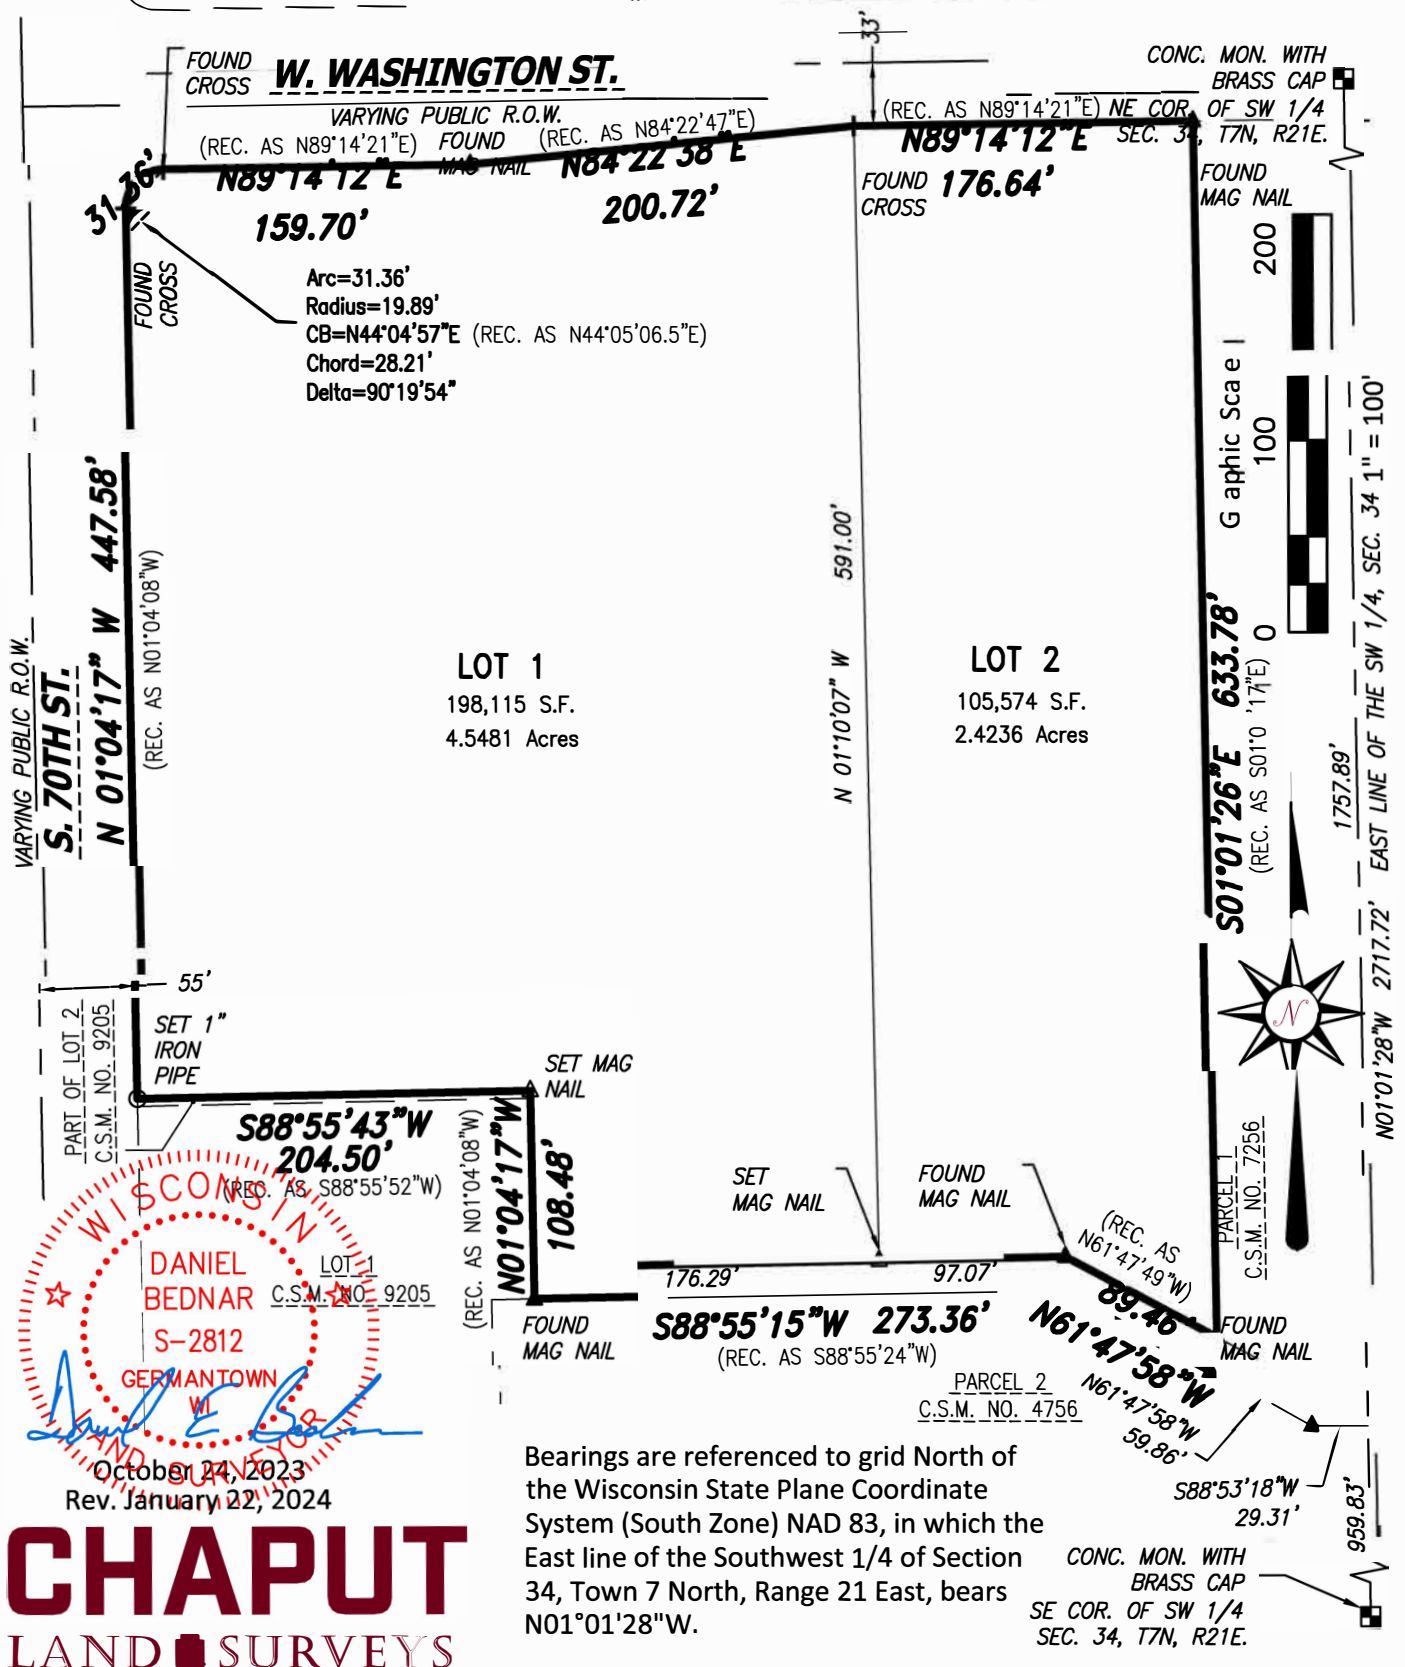 33'
FOUND
CROSS
W. WASHINGTON ST.
VARYING PUBLIC R.O.W.
(REC. AS N89°14'21"E)
FOUND
MAG NAIL
(REC. AS N84°22'47"E)
(REC. AS N89°14'21"E)
CONC. MON. WITH
BRASS CAP
NE COR. OF SW 1/4
SEC. 34, T7N, R21E.
31.36'
N89°14'12"E
159.70'
N84°22'38"E
200.72'
N89°14'12"E
176.64'
FOUND
CROSS
FOUND
MAG NAIL
FOUND
CROSS
Arc=31.36'
Radius=19.89'
CB=N44°04'57"E (REC. AS N44°05'06.5"E)
Chord=28.21'
Delta=90°19'54"
200
100
0
G aphic Sca e
1" = 100'
VARYING PUBLIC R.O.W.
S. 70TH ST.
N 01°04'17" W 447.58'
(REC. AS N01°04'08"W)
LOT 1
198,115 S.F.
4.5481 Acres
N 01°10'07" W 591.00'
LOT 2
105,574 S.F.
2.4236 Acres
S01°01'26"E 633.78'
(REC. AS S01°0 '17"E)
1757.89'
N01°01'28"W 2717.72' EAST LINE OF THE SW 1/4, SEC. 34
N
55'
PART OF LOT 2
C.S.M. NO. 9205
SET 1"
IRON
PIPE
SET MAG
NAIL
S88°55'43"W
204.50'
(REC. AS S88°55'52"W)
(REC. AS N01°04'08"W)
N01°04'17"W
108.48'
SET
MAG NAIL
FOUND
MAG NAIL
(REC. AS
N61°47'49"W)
PARCEL 1
C.S.M. NO. 7256
LOT 1
C.S.M. NO. 9205
176.29'
97.07'
S88°55'15"W 273.36'
(REC. AS S88°55'24"W)
FOUND
MAG NAIL
89.46'
N61°47'58"W
FOUND
MAG NAIL
PARCEL 2
C.S.M. NO. 4756
N61°47'58"W
59.86'
S88°53'18"W
29.31'
959.83'
WISCONSIN
DANIEL
BEDNAR
S-2812
GERMANTOWN
WI
LAND SURVEYOR
Daniel E Bednar
October 24, 2023
Rev. January 22, 2024
CHAPUT
LAND SURVEYS
Bearings are referenced to grid North of
the Wisconsin State Plane Coordinate
System (South Zone) NAD 83, in which the
East line of the Southwest 1/4 of Section
34, Town 7 North, Range 21 East, bears
N01°01'28"W.
CONC. MON. WITH
BRASS CAP
SE COR. OF SW 1/4
SEC. 34, T7N, R21E.